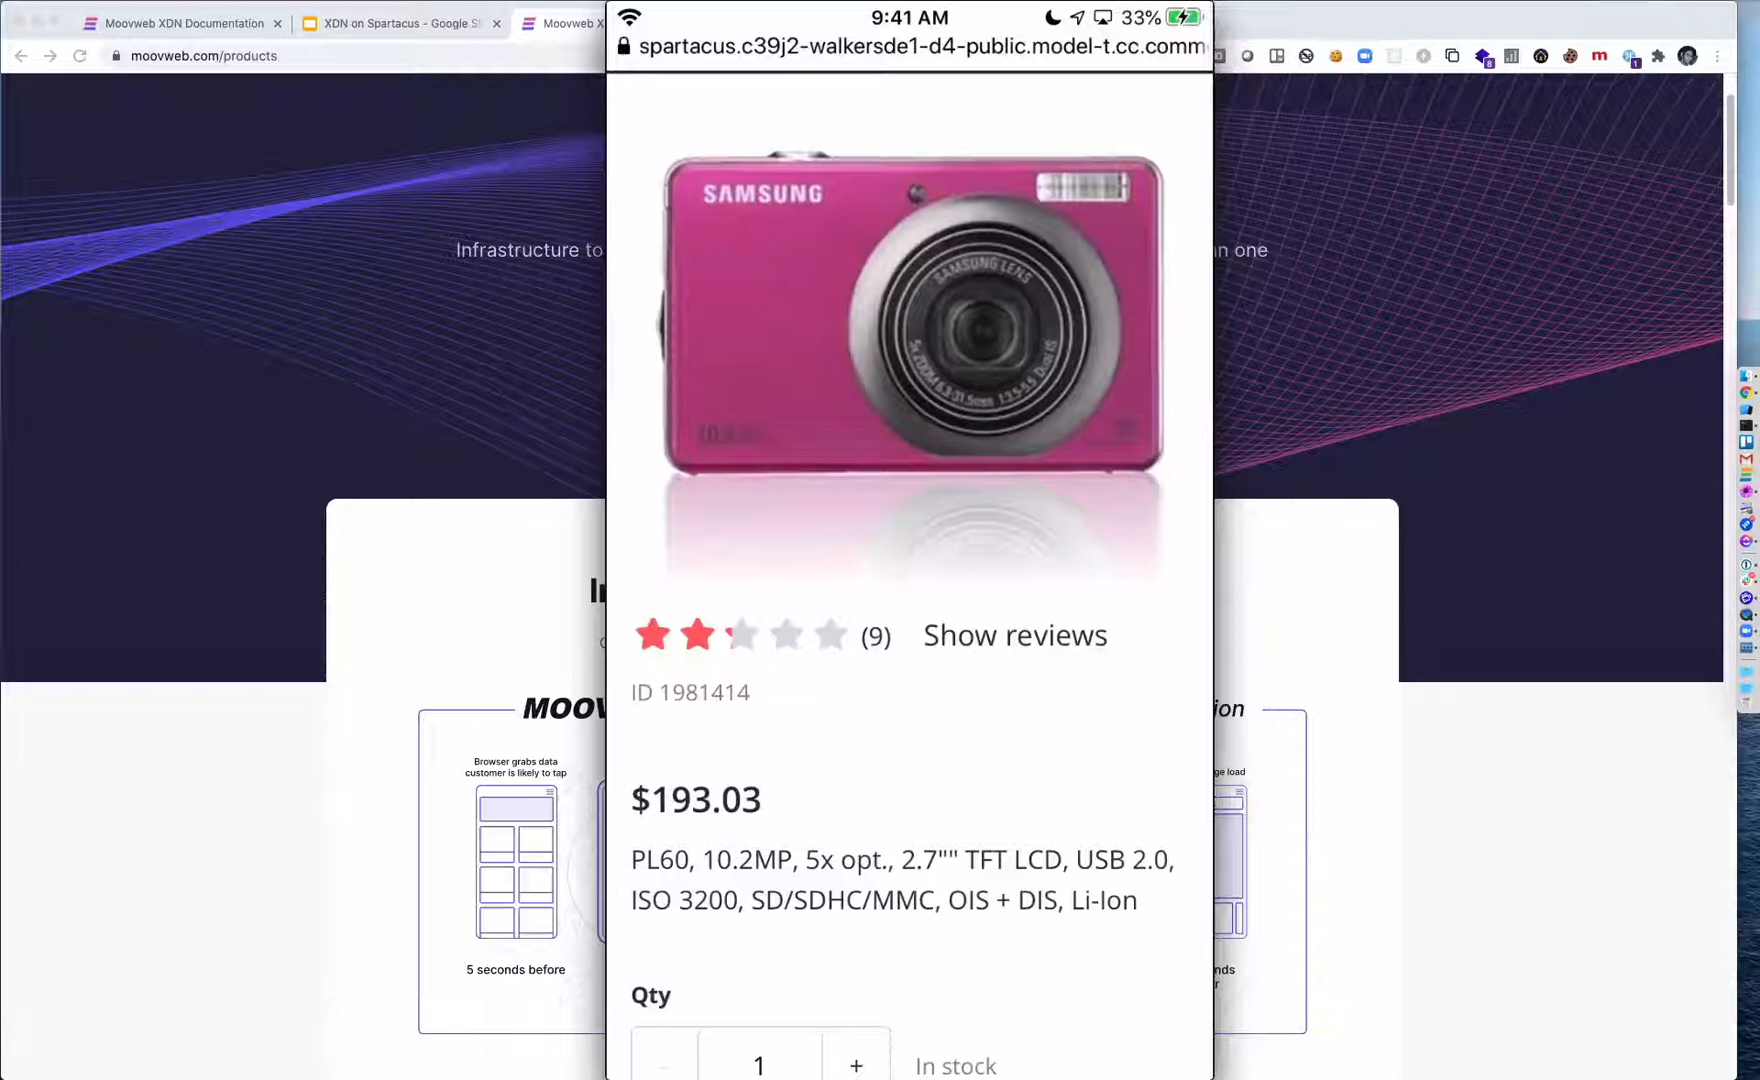 Moovweb XDN Documentation
XDN on Spartacus - Google Sl
Moovweb X
moovweb.com/products
9:41 AM
33%
spartacus.c39j2-walkersde1-d4-public.model-t.cc.comm
SAMSUNG
SAMSUNG LENS
Infrastructure to
n one
(9) Show reviews
ID 1981414
MOOV
ion
Browser grabs data
customer is likely to tap
ge load
$193.03
PL60, 10.2MP, 5x opt., 2.7"" TFT LCD, USB 2.0,
ISO 3200, SD/SDHC/MMC, OIS + DIS, Li-Ion
5 seconds before
nds
r
Qty
- 1 + In stock